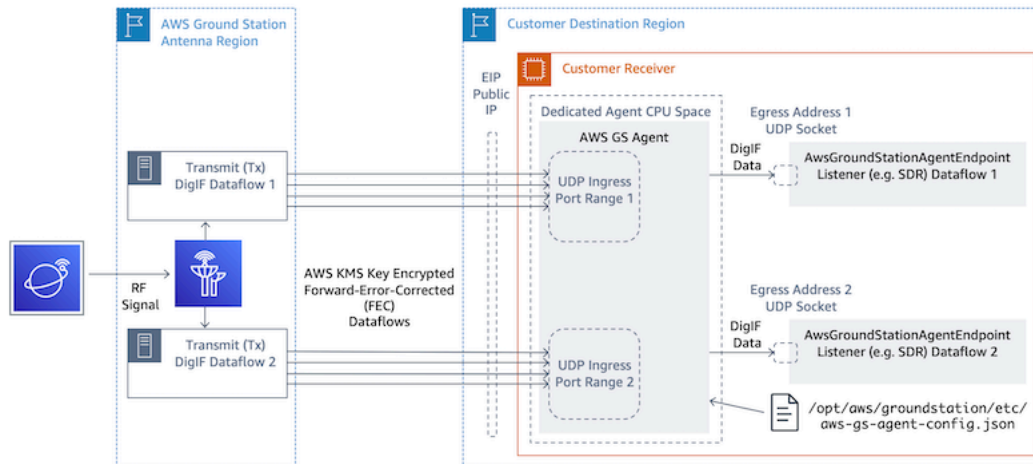 AWS Ground Station
Antenna Region
Customer Destination Region
Customer Receiver
EIP
Public
IP
Dedicated Agent CPU Space
AWS GS Agent
Egress Address 1
UDP Socket
Transmit (Tx)
DigIF Dataflow 1
UDP Ingress
Port Range 1
DigIF
Data
AwsGroundStationAgentEndpoint
Listener (e.g. SDR) Dataflow 1
RF
Signal
AWS KMS Key Encrypted
Forward-Error-Corrected
(FEC)
Dataflows
Egress Address 2
UDP Socket
Transmit (Tx)
DigIF Dataflow 2
UDP Ingress
Port Range 2
DigIF
Data
AwsGroundStationAgentEndpoint
Listener (e.g. SDR) Dataflow 2
/opt/aws/groundstation/etc/
aws-gs-agent-config.json